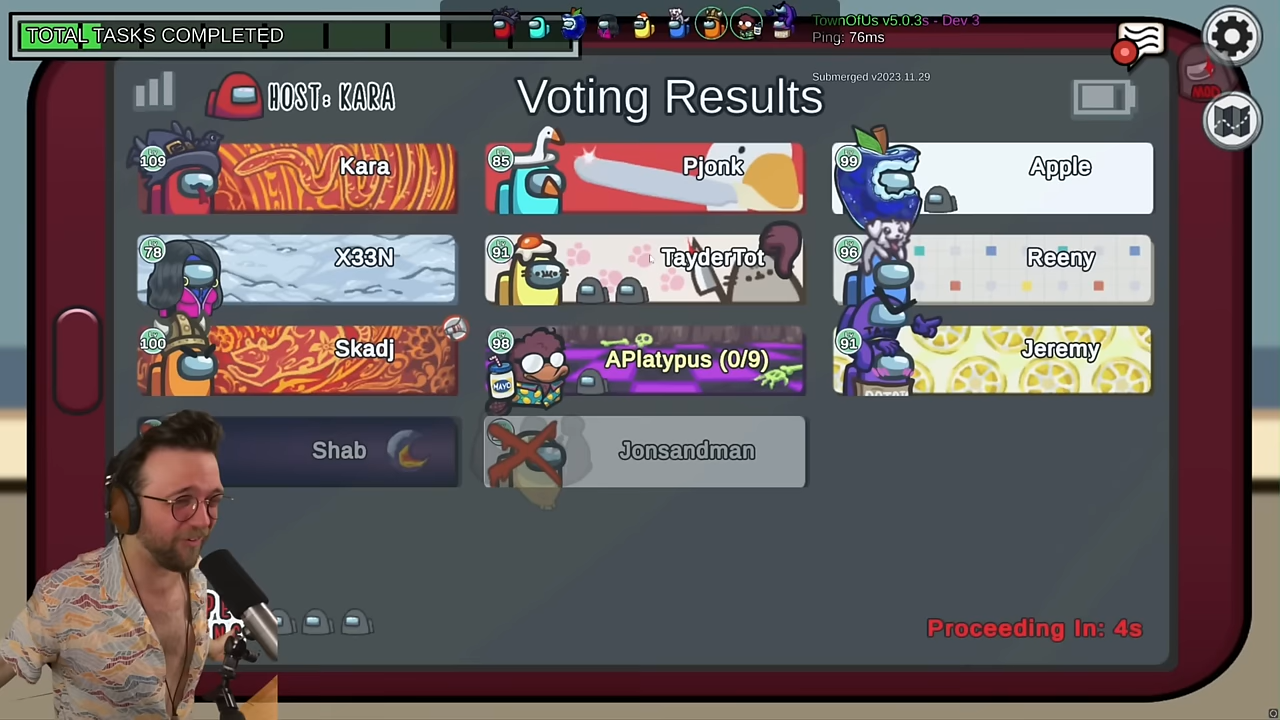 TOTAL TASKS COMPLETED
TownOfUs v5.0.3s - Dev 3
Ping: 76ms
Submerged v2023.11.29
HOST: KARA
Voting Results
MOD
109
Kara
85
Pjonk
99
Apple
78
X33N
91
TayderTot
96
Reeny
100
Skadj
98
APlatypus (0/9)
MAYO
91
Jeremy
Shab
Jonsandman
Proceeding In: 4s